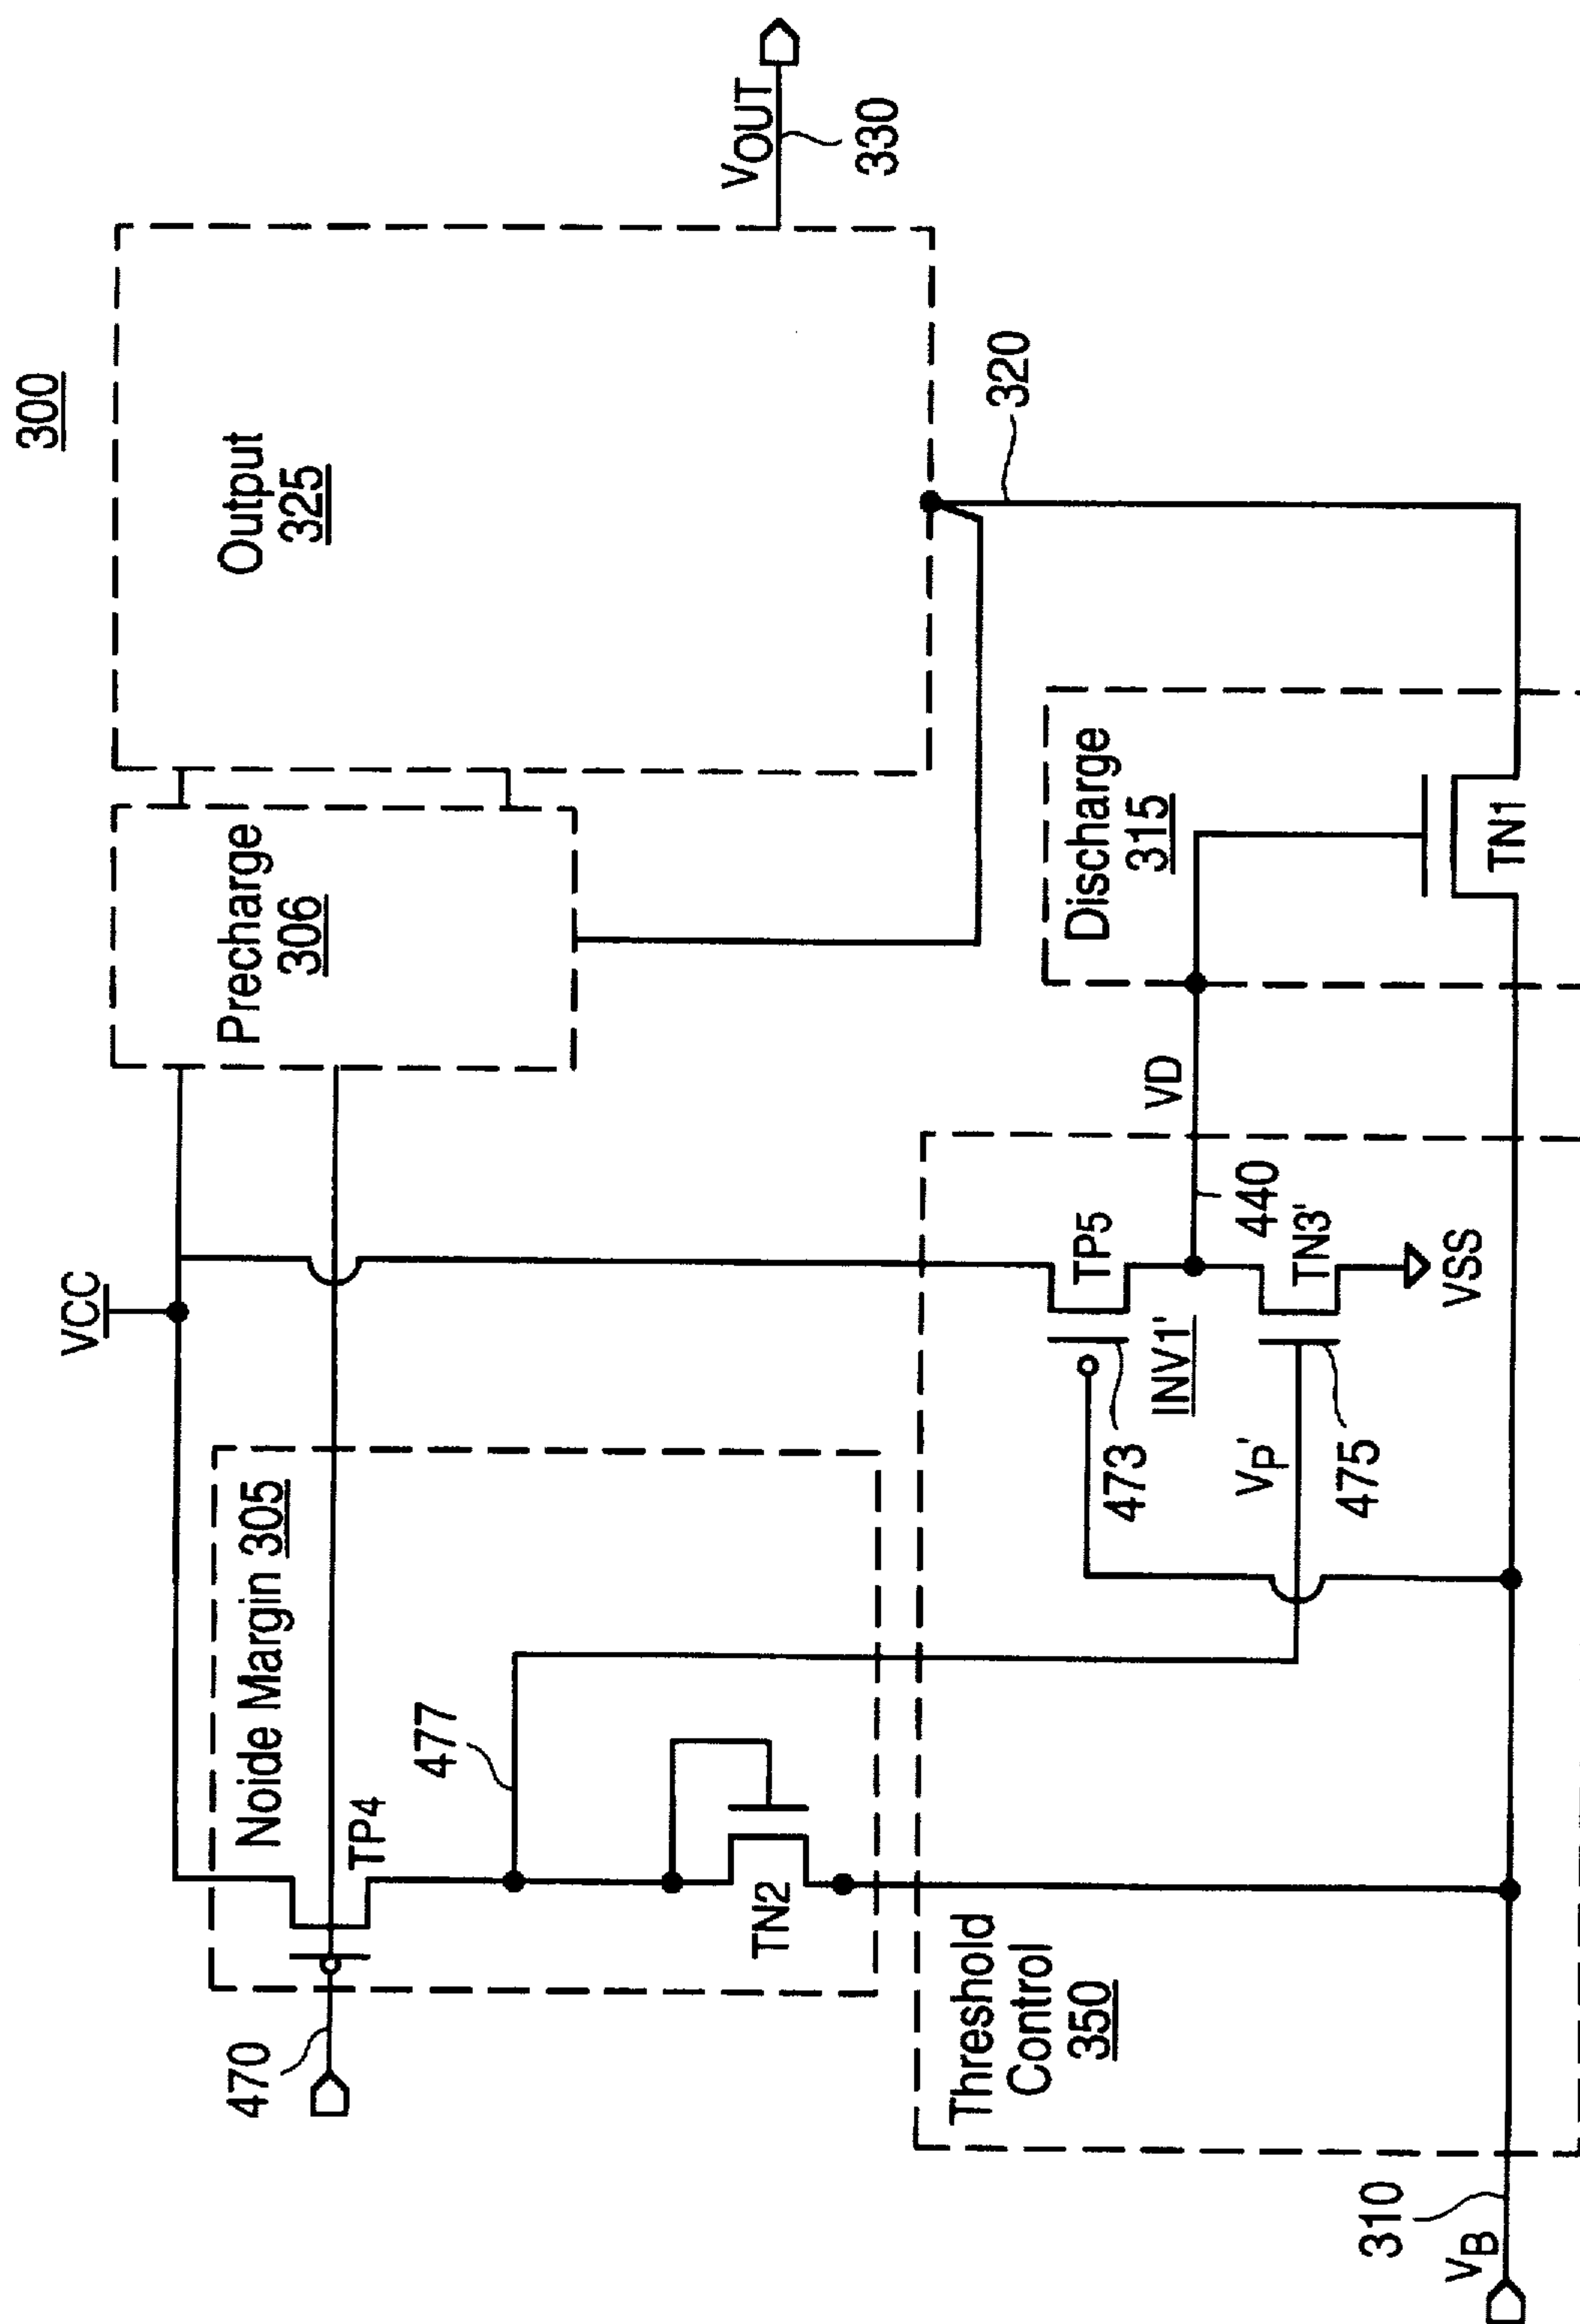 300
VCC
Noide Margin 305
TP4
470
477
TN2
Precharge
306
Output
325
VOUT
330
320
Threshold
Control
350
473
INV1'
TP5
VP'
475
440
TN3'
VSS
VD
Discharge
315
TN1
310
VB